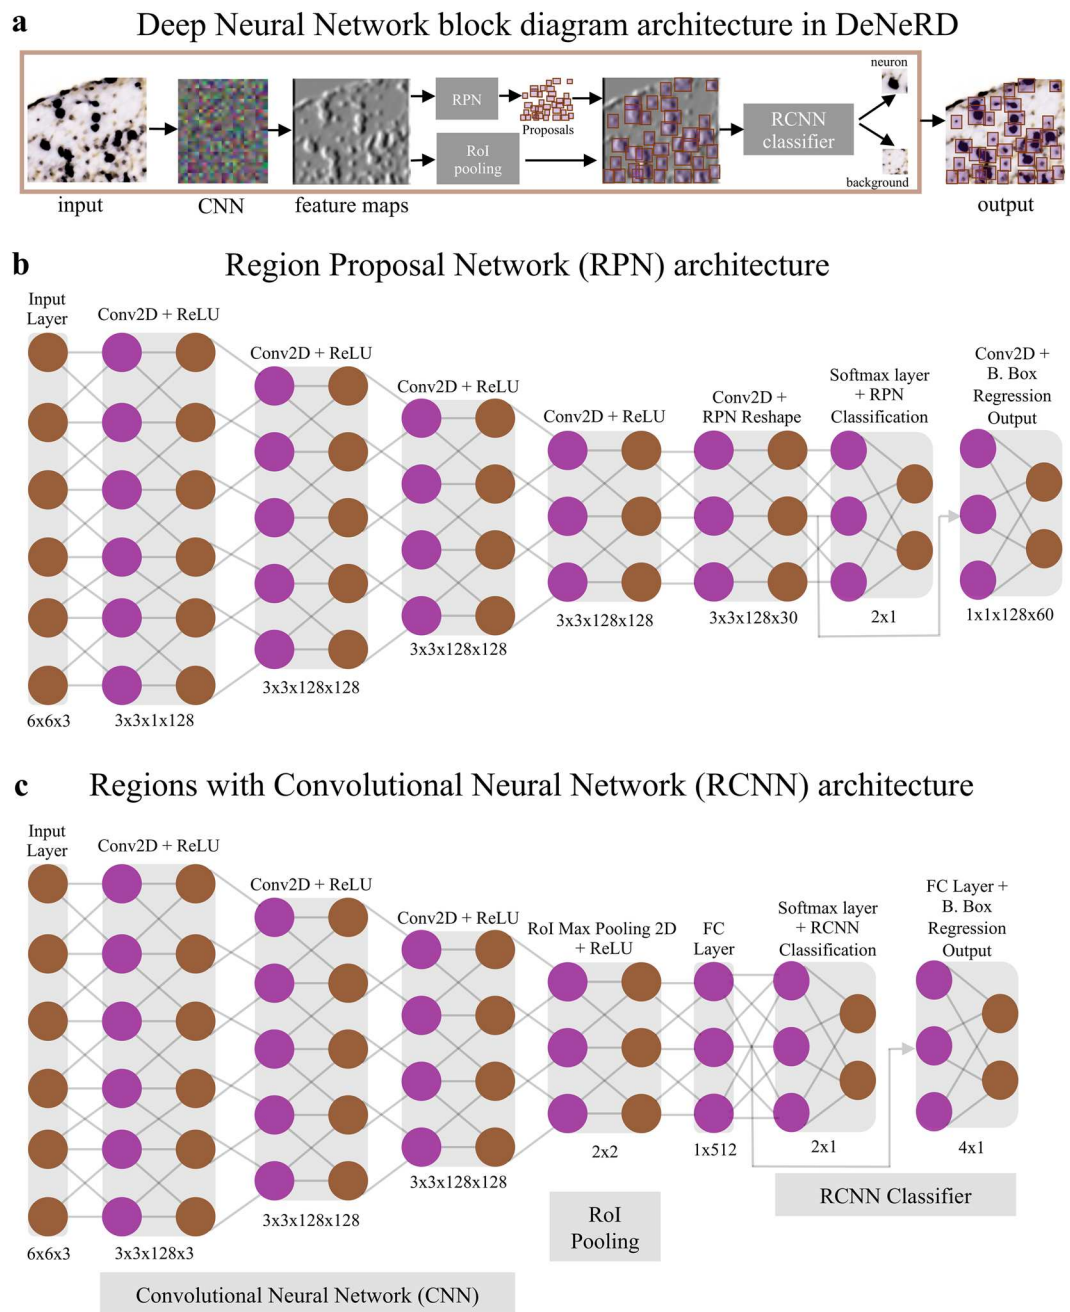 a
Deep Neural Network block diagram architecture in DeNeRD
neuron
RPN
Proposals
RoI
pooling
RCNN
classifier
background
input
CNN
feature maps
output
b
Region Proposal Network (RPN) architecture
Input
Layer
Conv2D + ReLU
Conv2D + ReLU
Conv2D + ReLU
Conv2D + ReLU
Conv2D +
RPN Reshape
Softmax layer
+ RPN
Classification
Conv2D +
B. Box
Regression
Output
6x6x3
3x3x1x128
3x3x128x128
3x3x128x128
3x3x128x128
3x3x128x30
2x1
1x1x128x60
c
Regions with Convolutional Neural Network (RCNN) architecture
Input
Layer
Conv2D + ReLU
Conv2D + ReLU
Conv2D + ReLU
RoI Max Pooling 2D
+ ReLU
FC
Layer
Softmax layer
+ RCNN
Classification
FC Layer +
B. Box
Regression
Output
6x6x3
3x3x128x3
3x3x128x128
3x3x128x128
2x2
1x512
2x1
4x1
Convolutional Neural Network (CNN)
RoI
Pooling
RCNN Classifier